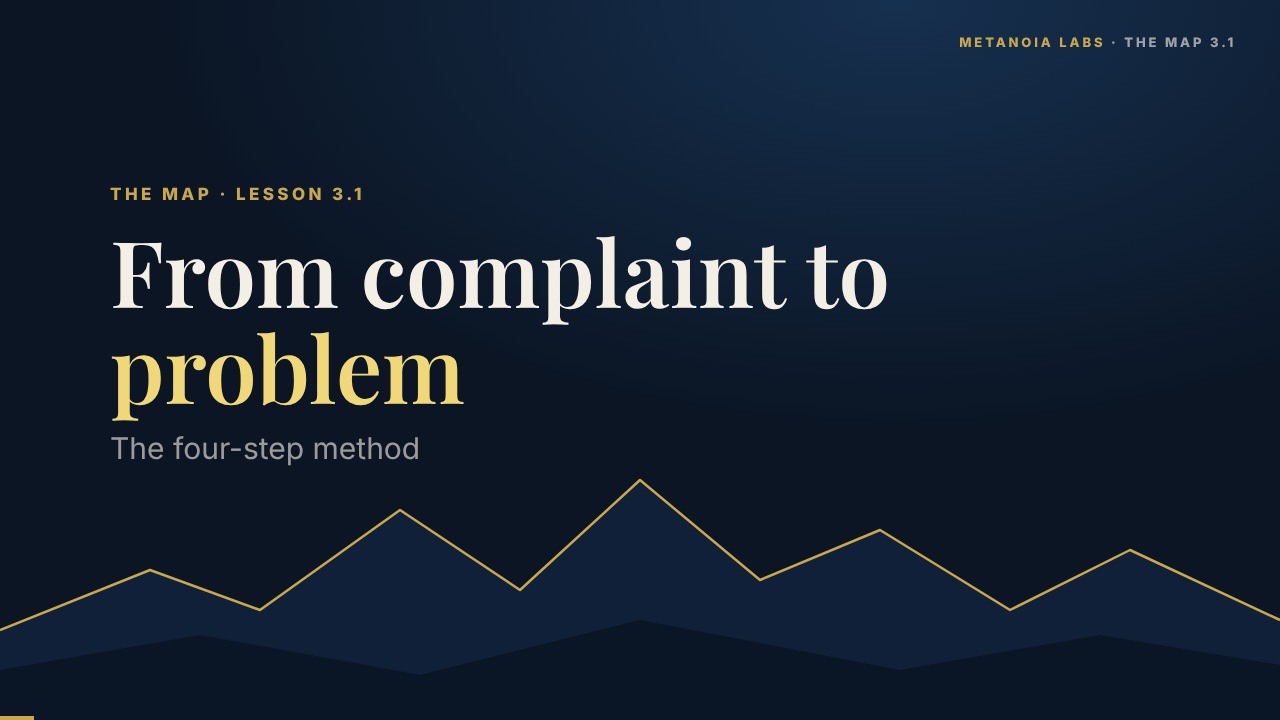 METANOIA LABS · THE MAP 3.1
THE MAP · LESSON 3.1
From complaint to
problem
The four-step method